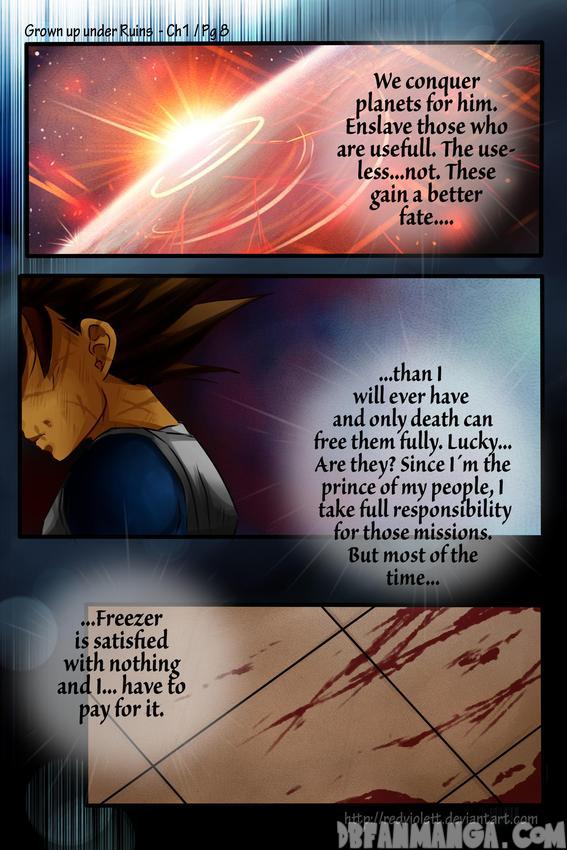 Grown up under Ruins - Ch1 / Pg 8
We conquer
planets for him.
Enslave those who
are usefull. The use-
less...not. These
gain a better
fate....
...than I
will ever have
and only death can
free them fully. Lucky...
Are they? Since I´m the
prince of my people, I
take full responsibility
for those missions.
But most of the
time...
...Freezer
is satisfied
with nothing
and I... have to
pay for it.
http://redviolett.deviantart.com
DBFANMANGA.COM